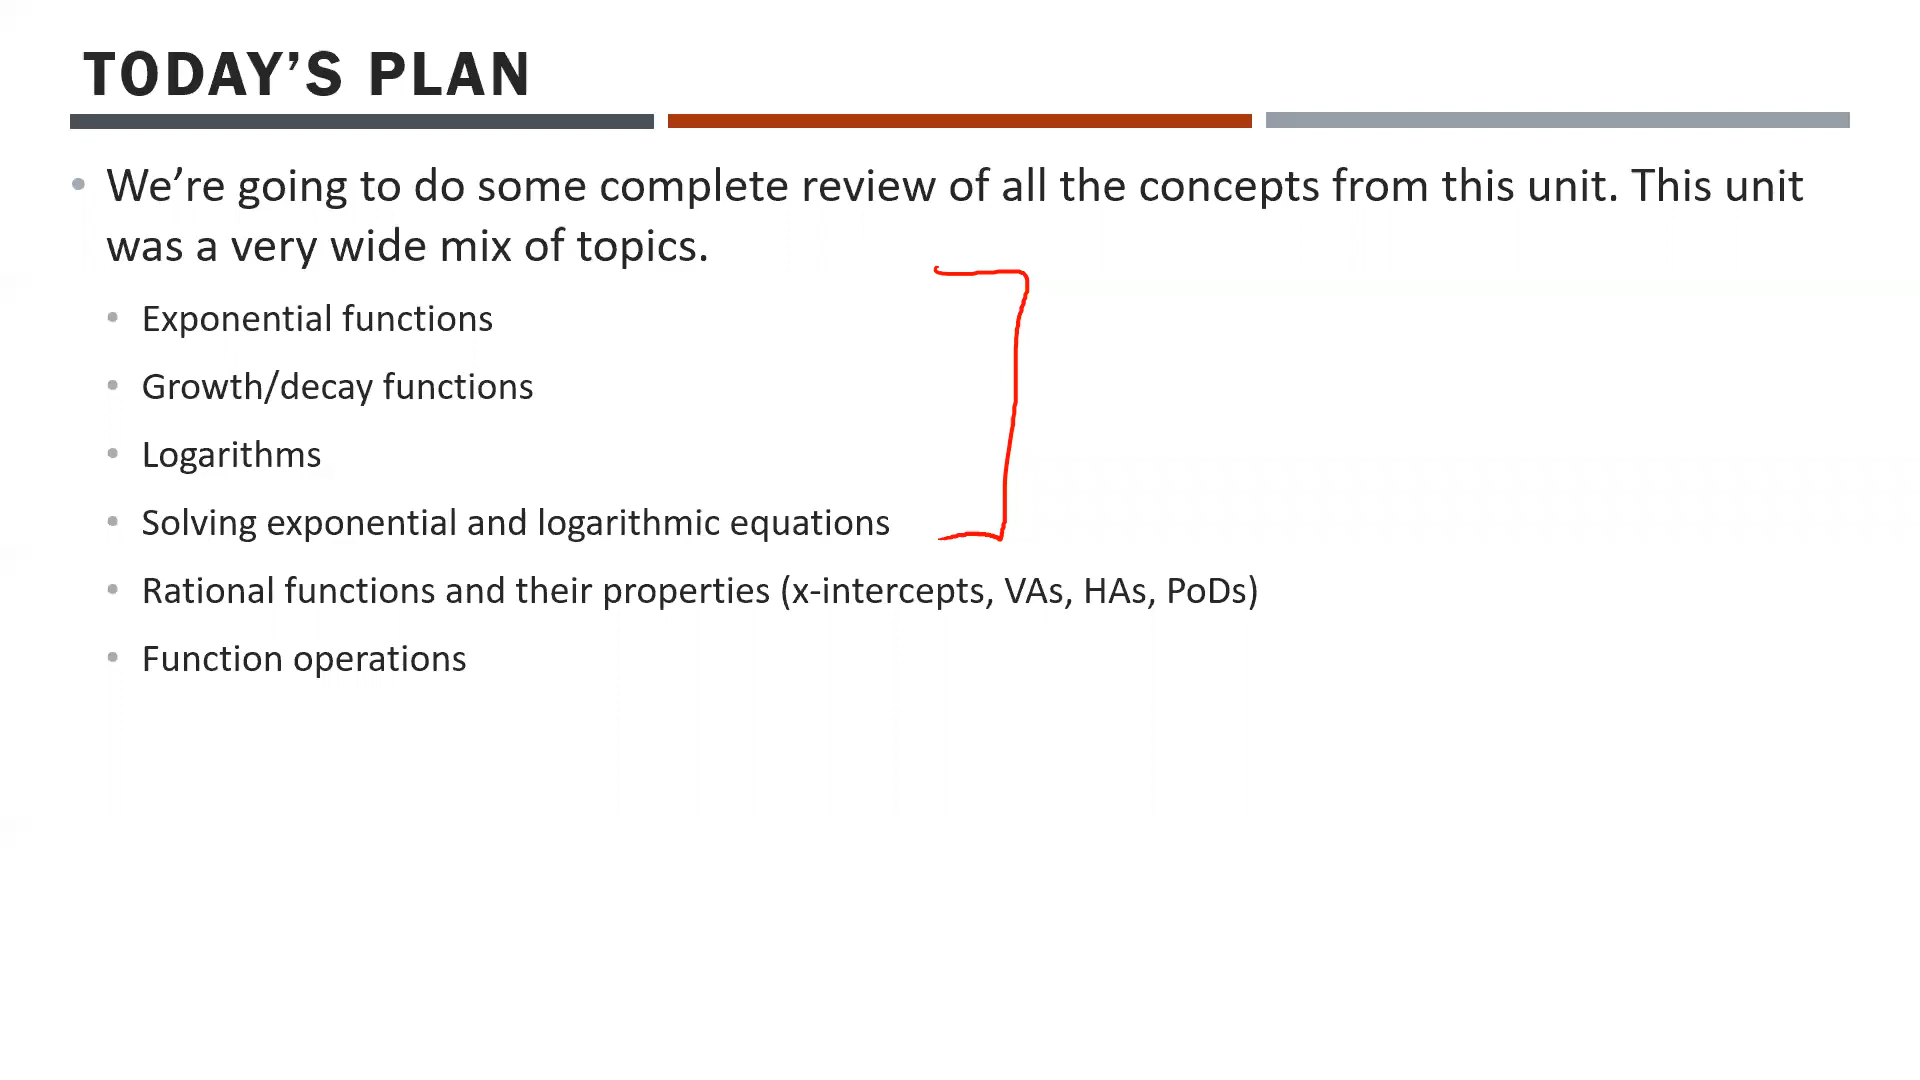 TODAY’S PLAN
• We’re going to do some complete review of all the concepts from this unit. This unit
was a very wide mix of topics.
• Exponential functions
• Growth/decay functions
• Logarithms
• Solving exponential and logarithmic equations
• Rational functions and their properties (x-intercepts, VAs, HAs, PoDs)
• Function operations